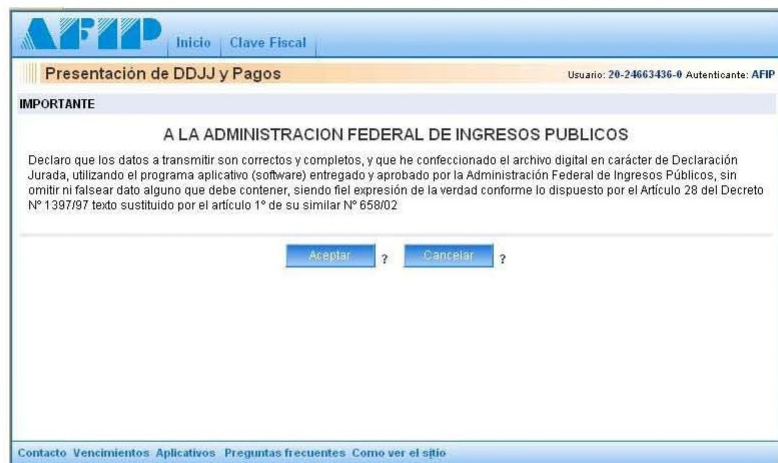 AFIP
Inicio Clave Fiscal
Presentación de DDJJ y Pagos
Usuario: 20-24663436-0 Autenticante: AFIP
IMPORTANTE
A LA ADMINISTRACION FEDERAL DE INGRESOS PUBLICOS
Declaro que los datos a transmitir son correctos y completos, y que he confeccionado el archivo digital en carácter de Declaración
Jurada, utilizando el programa aplicativo (software) entregado y aprobado por la Administración Federal de Ingresos Públicos, sin
omitir ni falsear dato alguno que debe contener, siendo fiel expresión de la verdad conforme lo dispuesto por el Artículo 28 del Decreto
Nº 1397/97 texto sustituido por el artículo 1º de su similar Nº 658/02
Aceptar ? Cancelar ?
Contacto Vencimientos Aplicativos Preguntas frecuentes Como ver el sitio